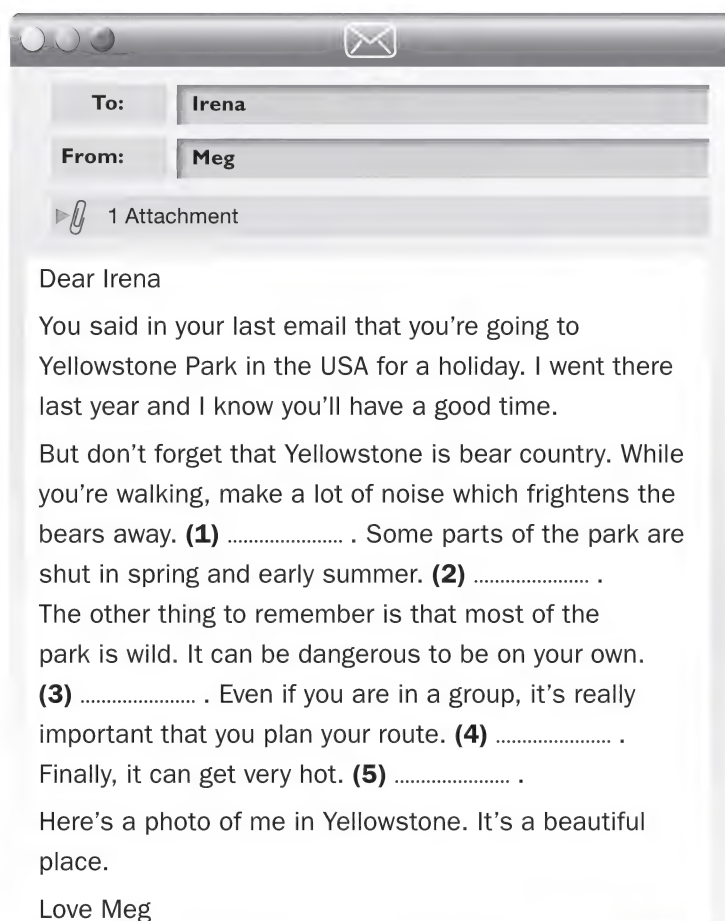 To: Irena
From: Meg
1 Attachment
Dear Irena
You said in your last email that you're going to
Yellowstone Park in the USA for a holiday. I went there
last year and I know you'll have a good time.
But don't forget that Yellowstone is bear country. While
you're walking, make a lot of noise which frightens the
bears away. (1) ...................... . Some parts of the park are
shut in spring and early summer. (2) ...................... .
The other thing to remember is that most of the
park is wild. It can be dangerous to be on your own.
(3) ...................... . Even if you are in a group, it's really
important that you plan your route. (4) ...................... .
Finally, it can get very hot. (5) ...................... .
Here's a photo of me in Yellowstone. It's a beautiful
place.
Love Meg